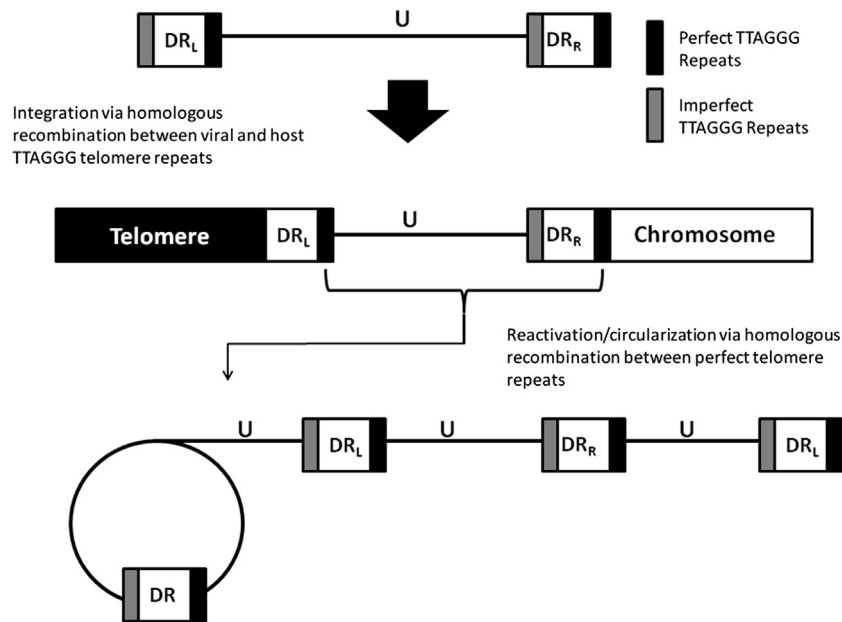 U
DRL
DRR
Perfect TTAGGG
Repeats
Imperfect
TTAGGG Repeats
Integration via homologous
recombination between viral and host
TTAGGG telomere repeats
Telomere
DRL
U
DRR
Chromosome
Reactivation/circularization via homologous
recombination between perfect telomere
repeats
U
DRL
U
DRR
U
DRL
DR